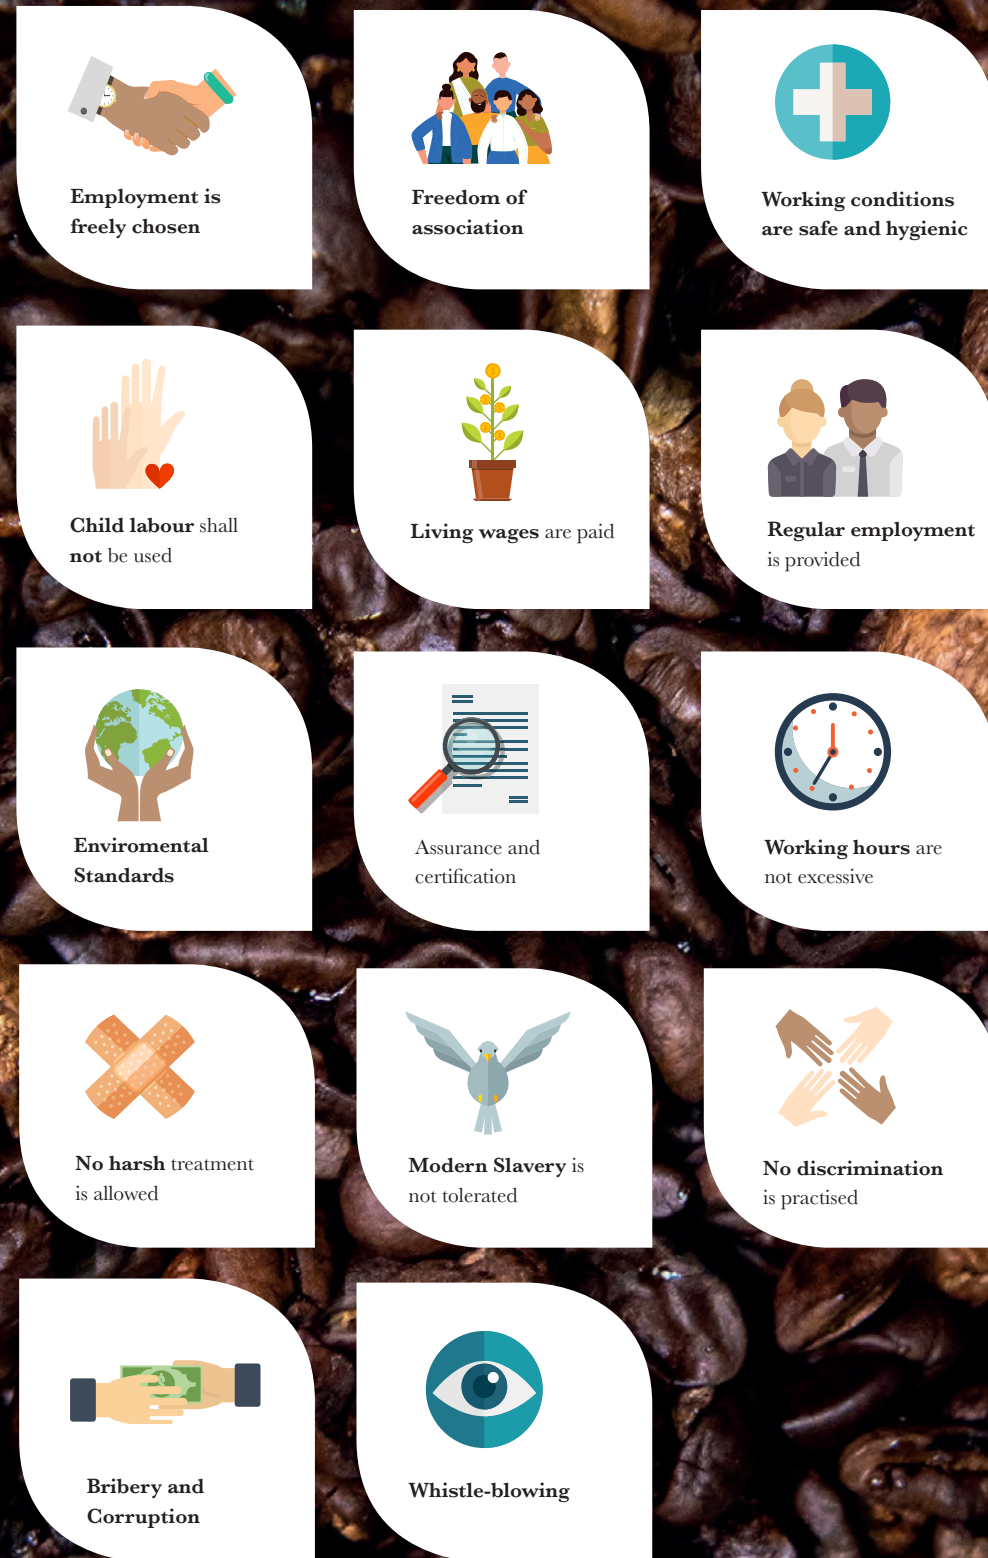 Employment is
freely chosen
Freedom of
association
Working conditions
are safe and hygienic
Child labour shall
not be used
Living wages are paid
Regular employment
is provided
Enviromental
Standards
Assurance and
certification
Working hours are
not excessive
No harsh treatment
is allowed
Modern Slavery is
not tolerated
No discrimination
is practised
Bribery and
Corruption
Whistle-blowing